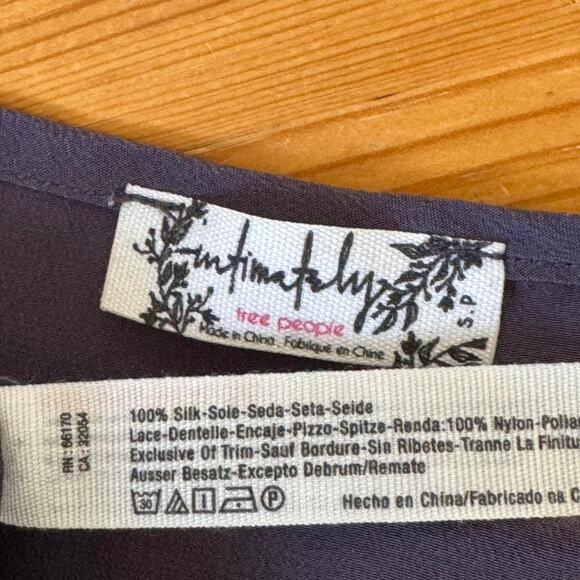 intimately
free people
Made in China. Fabriqué en Chine
S.P
RN: 66170
CA: 32054
100% Silk-Soie-Seda-Seta-Seide
Lace-Dentelle-Encaje-Pizzo-Spitze-Renda:100% Nylon-Polia
Exclusive Of Trim-Sauf Bordure-Sin Ribetes-Tranne La Finitu
Ausser Besatz-Excepto Debrum/Remate
30 P
Hecho en China/Fabricado na C